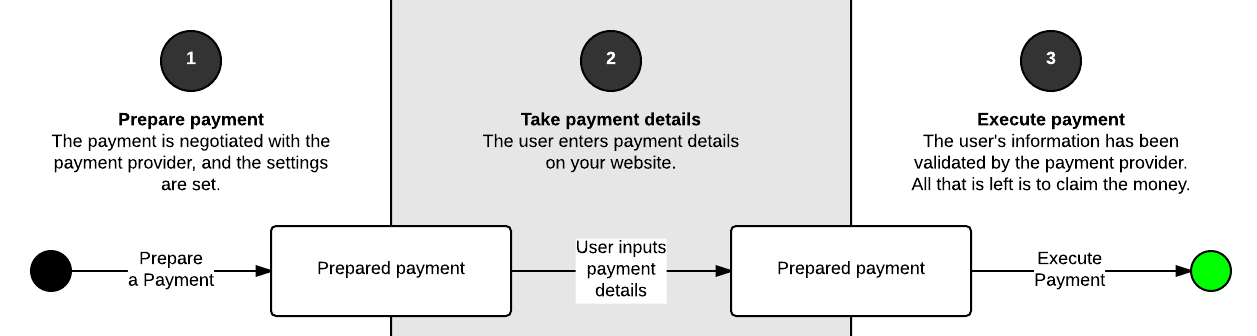 1
Prepare payment
The payment is negotiated with the
payment provider, and the settings
are set.
2
Take payment details
The user enters payment details
on your website.
3
Execute payment
The user's information has been
validated by the payment provider.
All that is left is to claim the money.
Prepare
a Payment
Prepared payment
User inputs
payment
details
Prepared payment
Execute
Payment